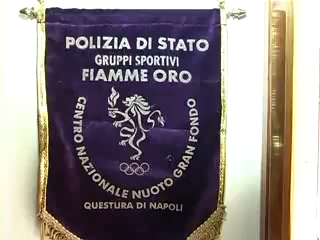 POLIZIA DI STATO
GRUPPI SPORTIVI
FIAMME ORO
CENTRO NAZIONALE NUOTO GRAN FONDO
QUESTURA DI NAPOLI